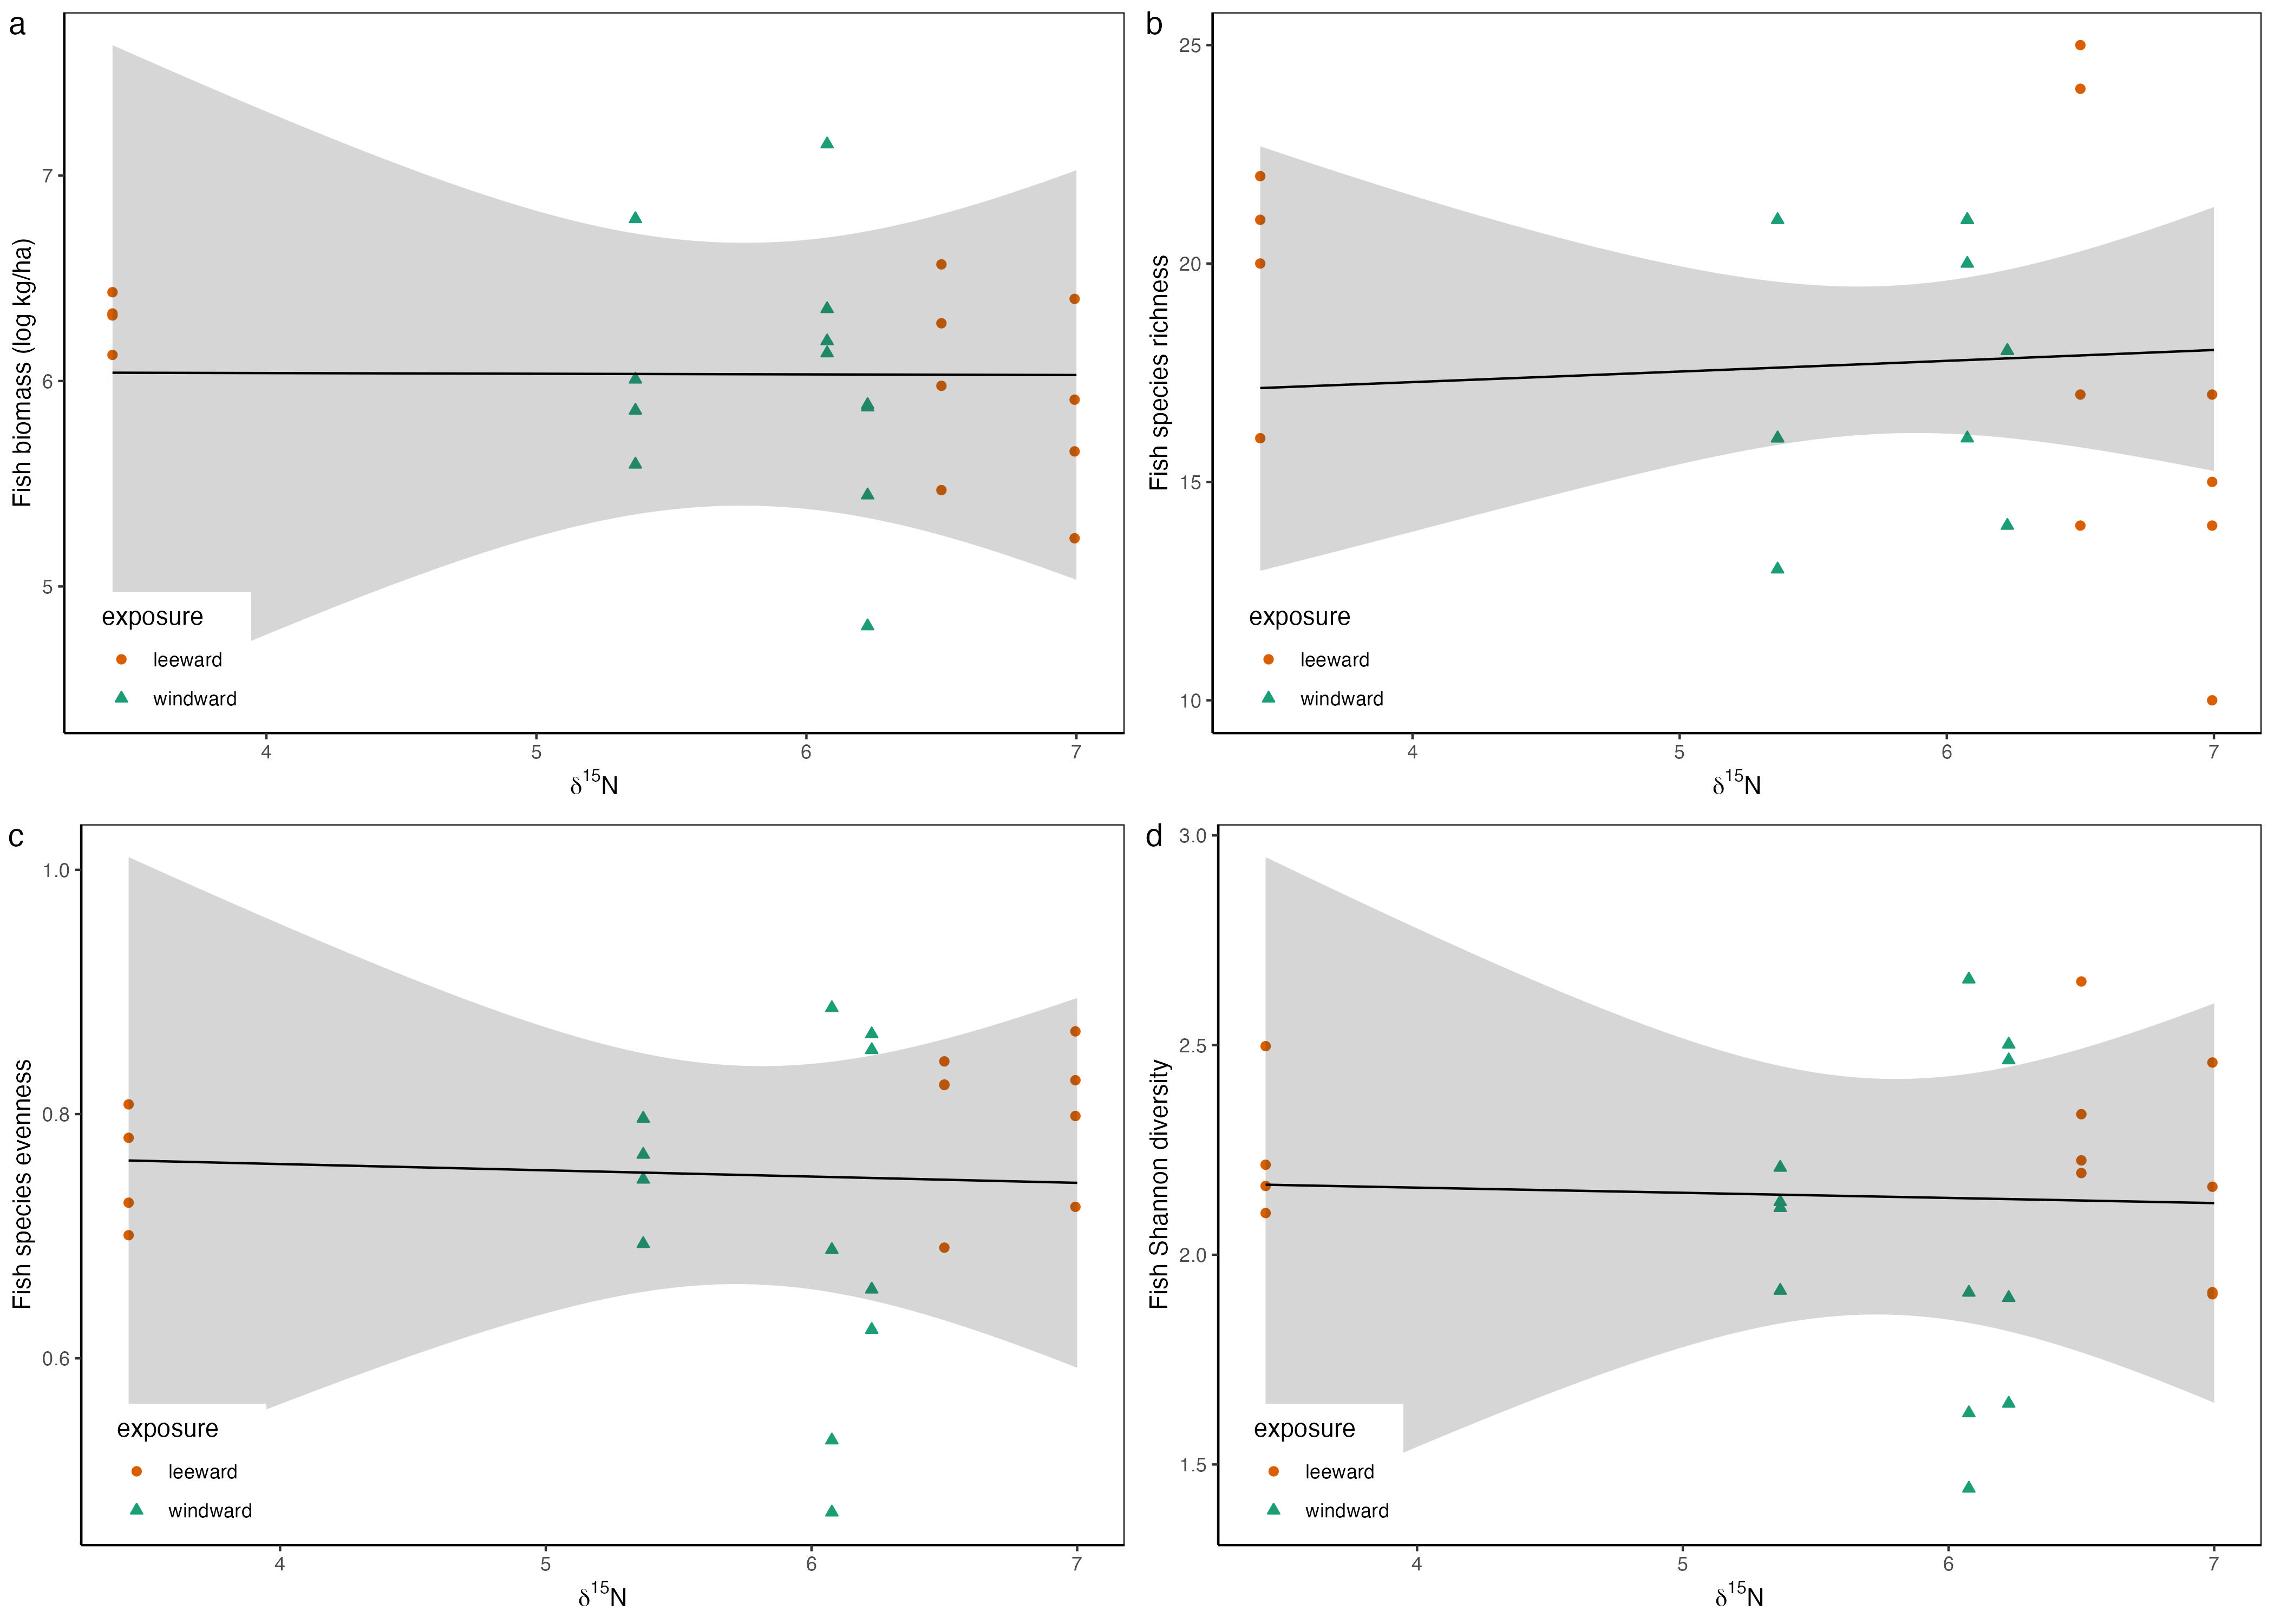 a
Fish biomass (log kg/ha)
7
6
5
exposure
leeward
windward
4 5 6 7
δ15N
b
Fish species richness
25
20
15
10
exposure
leeward
windward
4 5 6 7
δ15N
c
Fish species evenness
1.0
0.8
0.6
exposure
leeward
windward
4 5 6 7
δ15N
d
Fish Shannon diversity
3.0
2.5
2.0
1.5
exposure
leeward
windward
4 5 6 7
δ15N